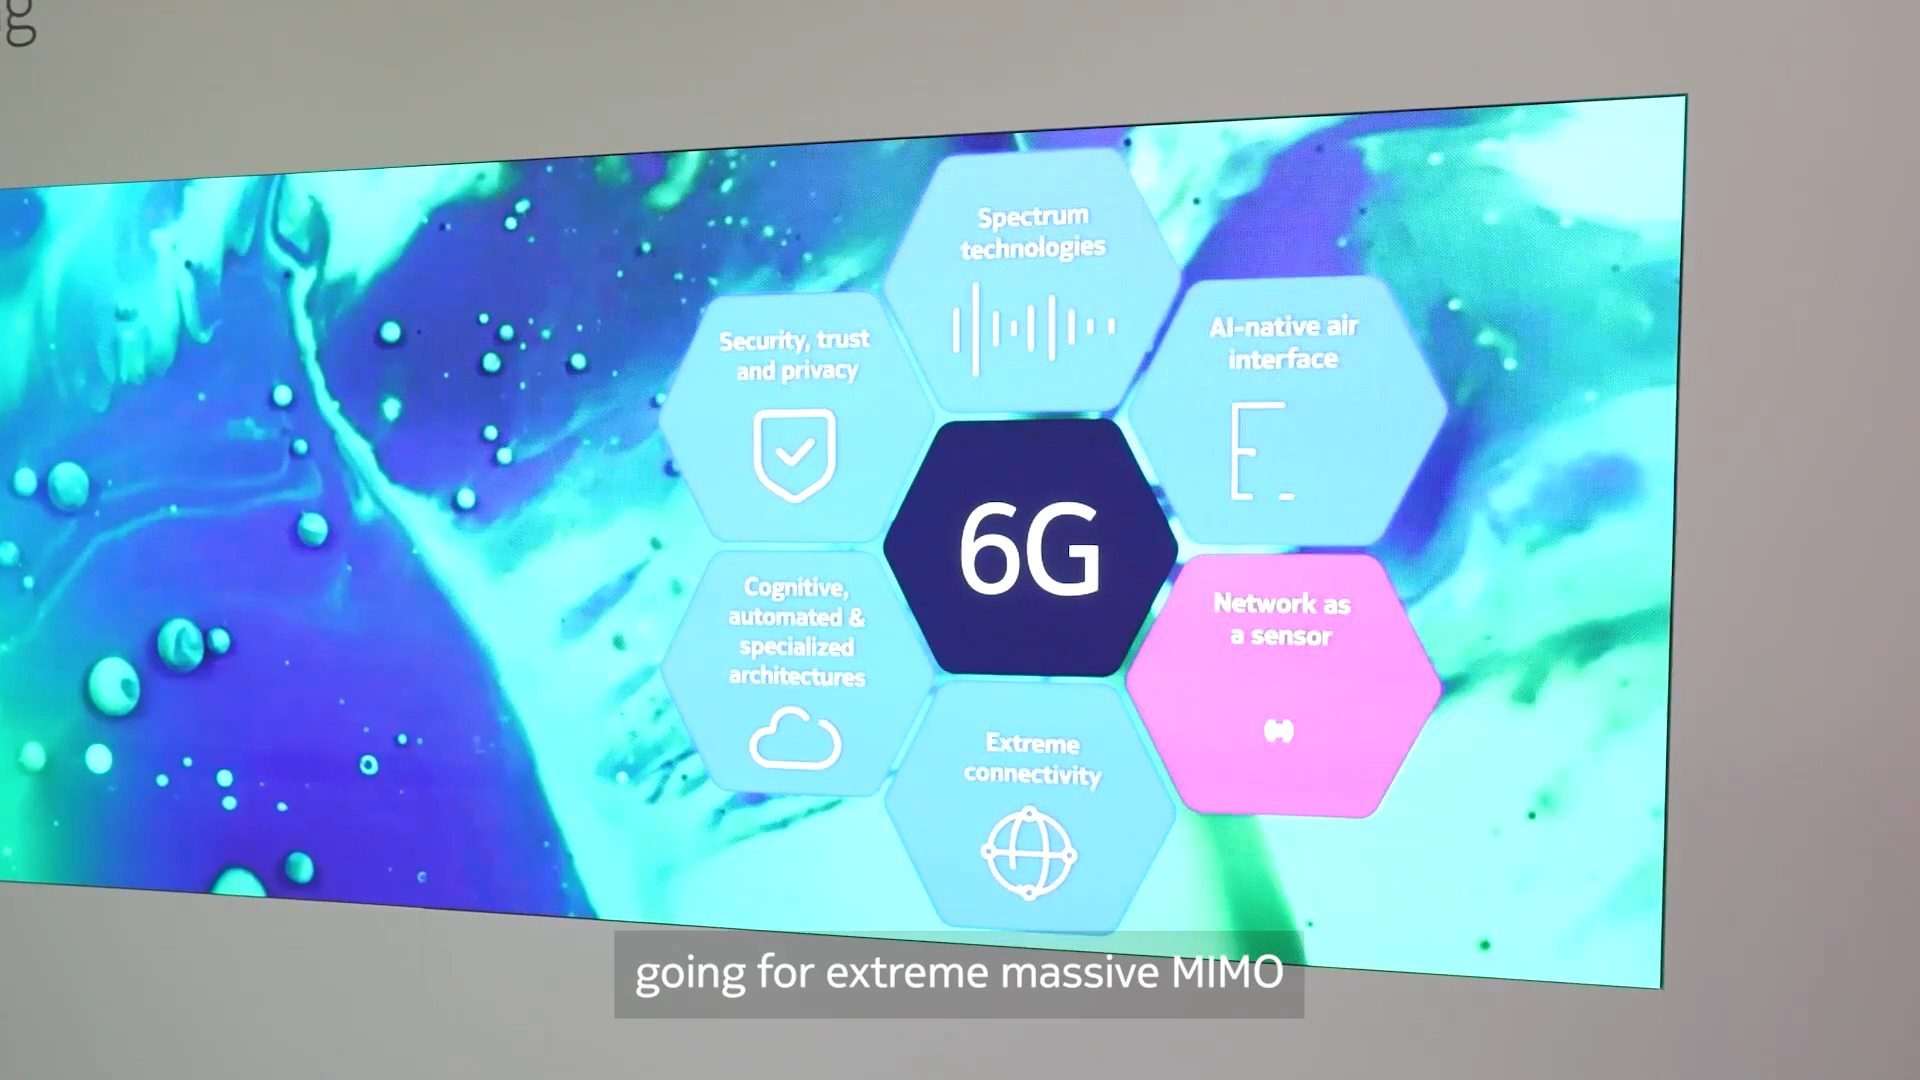 g
Spectrum
technologies
Security, trust
and privacy
AI-native air
interface
6G
Cognitive,
automated &
specialized
architectures
Network as
a sensor
Extreme
connectivity
going for extreme massive MIMO